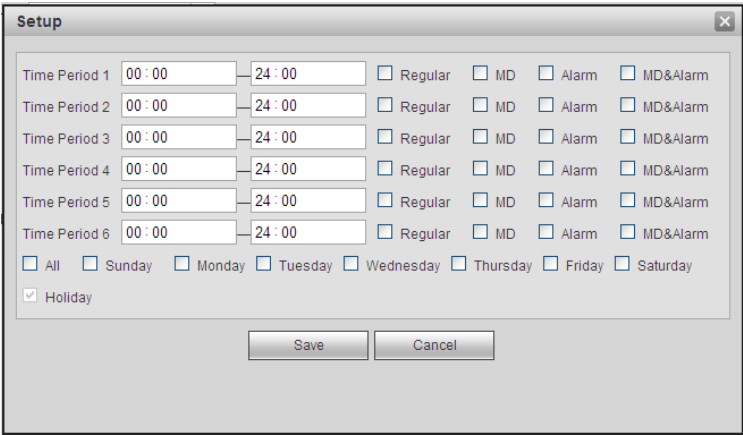 Setup
Time Period 1 00:00 — 24:00 Regular MD Alarm MD&Alarm
Time Period 2 00:00 — 24:00 Regular MD Alarm MD&Alarm
Time Period 3 00:00 — 24:00 Regular MD Alarm MD&Alarm
Time Period 4 00:00 — 24:00 Regular MD Alarm MD&Alarm
Time Period 5 00:00 — 24:00 Regular MD Alarm MD&Alarm
Time Period 6 00:00 — 24:00 Regular MD Alarm MD&Alarm
All Sunday Monday Tuesday Wednesday Thursday Friday Saturday
Holiday
Save Cancel